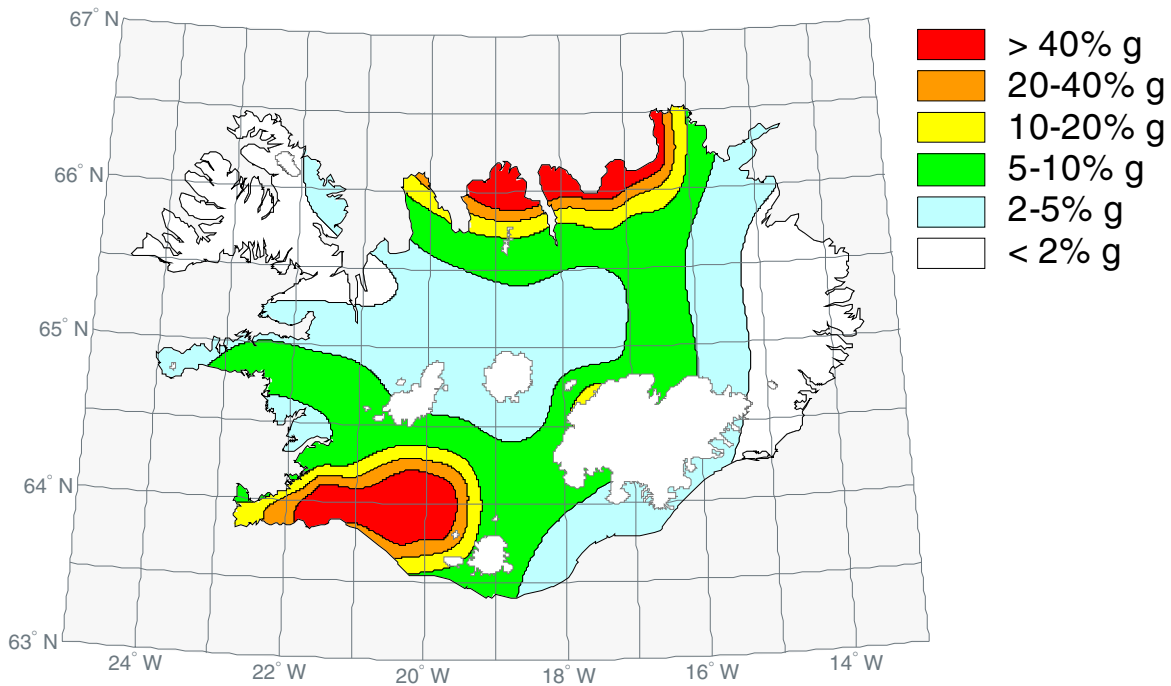 67° N
66° N
65° N
64° N
63° N
24° W
22° W
20° W
18° W
16° W
14° W
> 40% g
20-40% g
10-20% g
5-10% g
2-5% g
< 2% g